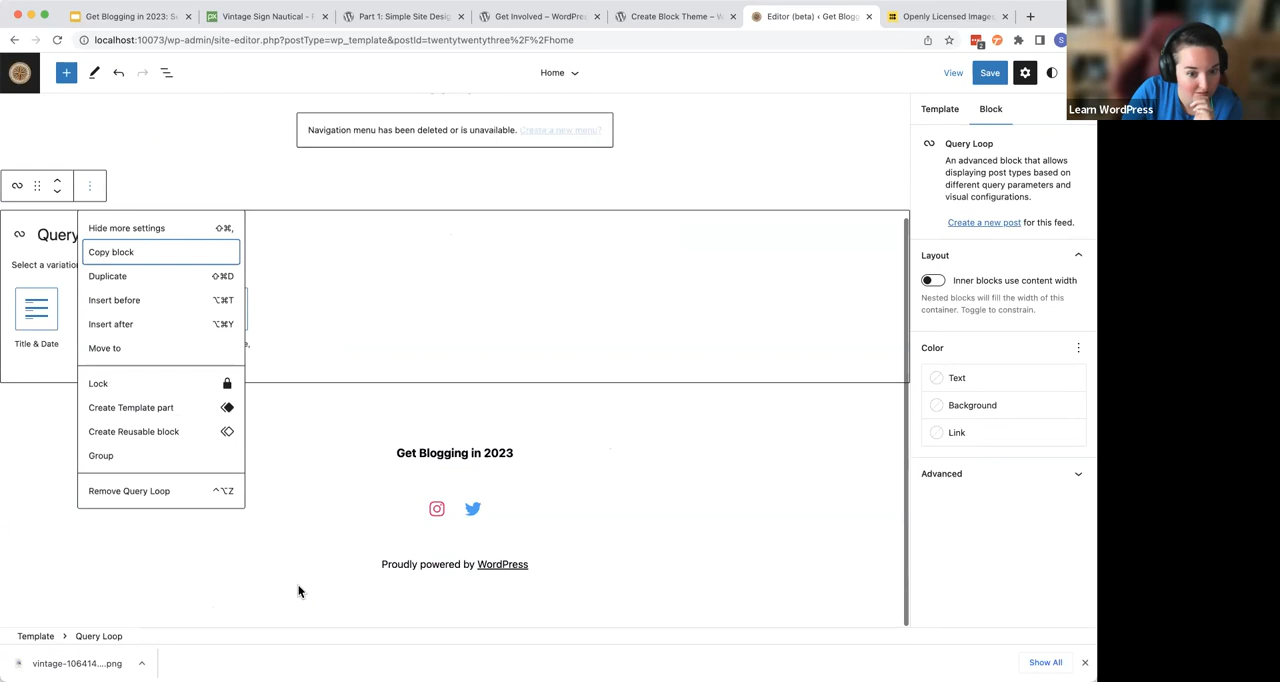 Get Blogging in 2023: S
Vintage Sign Nautical - F
Part 1: Simple Site Desig
Get Involved – WordPres
Create Block Theme – W
Editor (beta) ‹ Get Blogg
Openly Licensed Images
localhost:10073/wp-admin/site-editor.php?postType=wp_template&postId=twentytwentythree%2F%2Fhome
2
S
Learn WordPress
Home
View
Save
Navigation menu has been deleted or is unavailable. Create a new menu?
Query
Select a variation
Title & Date
Hide more settings ⇧⌘,
Copy block
Duplicate ⇧⌘D
Insert before ⌥⌘T
Insert after ⌥⌘Y
Move to
Lock
Create Template part
Create Reusable block
Group
Remove Query Loop ^⌥Z
Get Blogging in 2023
Proudly powered by WordPress
Template Block
Query Loop
An advanced block that allows
displaying post types based on
different query parameters and
visual configurations.
Create a new post for this feed.
Layout
Inner blocks use content width
Nested blocks will fill the width of this
container. Toggle to constrain.
Color
Text
Background
Link
Advanced
Template > Query Loop
vintage-106414....png
Show All